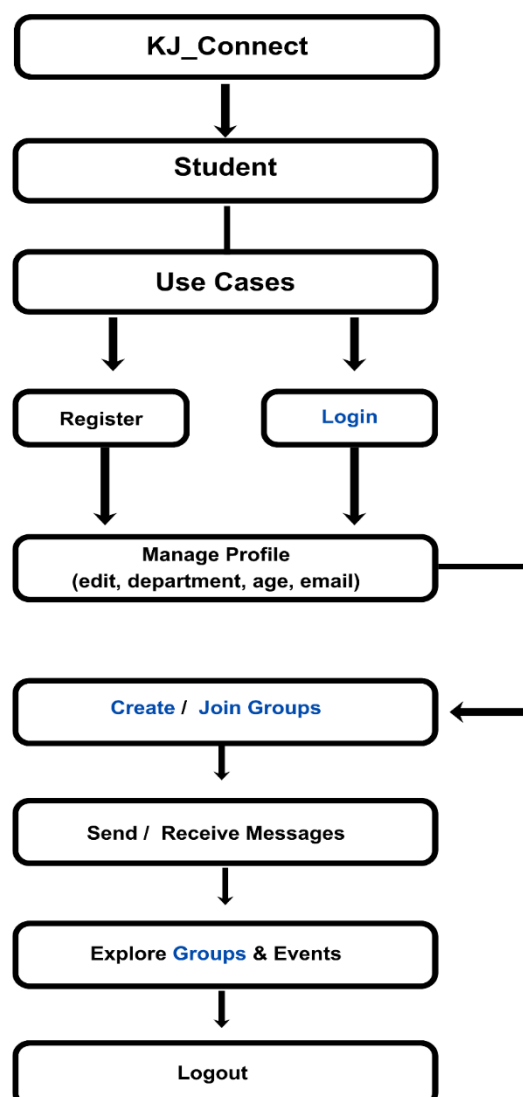 KJ_Connect
Student
Use Cases
Register
Login
Manage Profile
(edit, department, age, email)
Create / Join Groups
Send / Receive Messages
Explore Groups & Events
Logout